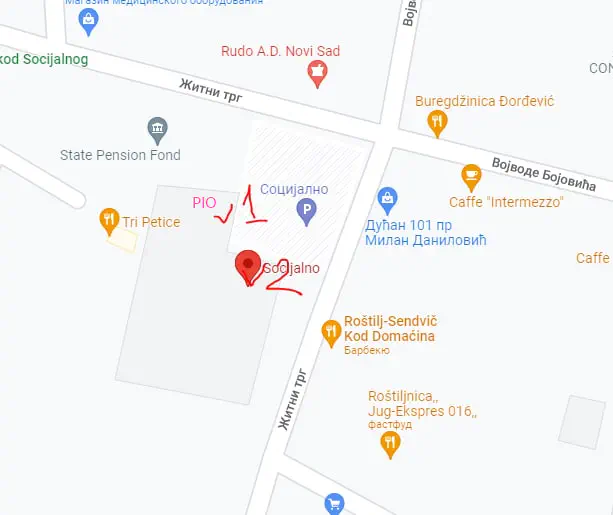 Магазин медицинского оборудования
Војво
kod Socijalnog
Rudo A.D. Novi Sad
CON
Житни трг
Buregdžinica Đorđević
State Pension Fond
Војводе Бојовића
Социјално
P
Caffe "Intermezzo"
PIO
1
Tri Petice
Дућан 101 пр
Милан Даниловић
Socijalno
2
Caffe
Roštilj-Sendvič
Kod Domaćina
Барбекю
Житни трг
Roštiljnica,,
Jug-Ekspres 016,,
фастфуд